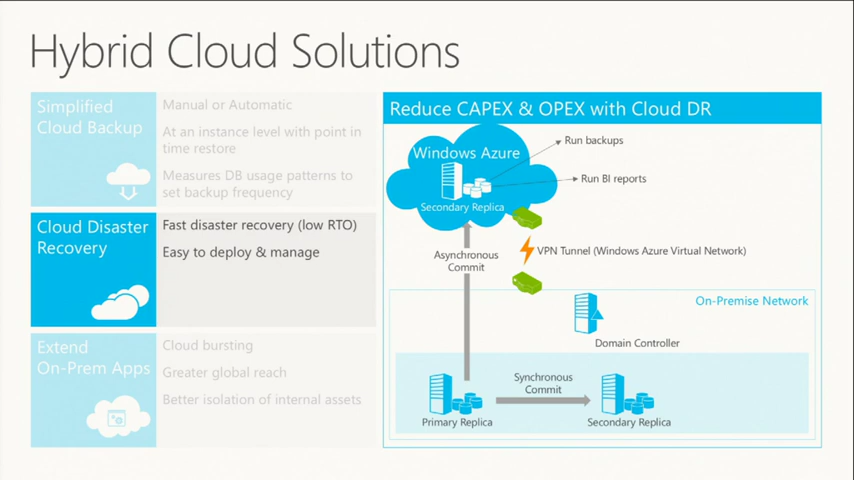 Hybrid Cloud Solutions
Simplified
Cloud Backup
Manual or Automatic
At an instance level with point in
time restore
Measures DB usage patterns to
set backup frequency
Cloud Disaster
Recovery
Fast disaster recovery (low RTO)
Easy to deploy & manage
Extend
On-Prem Apps
Cloud bursting
Greater global reach
Better isolation of internal assets
Reduce CAPEX & OPEX with Cloud DR
Windows Azure
Secondary Replica
Run backups
Run BI reports
Asynchronous
Commit
VPN Tunnel (Windows Azure Virtual Network)
On-Premise Network
Domain Controller
Synchronous
Commit
Primary Replica
Secondary Replica